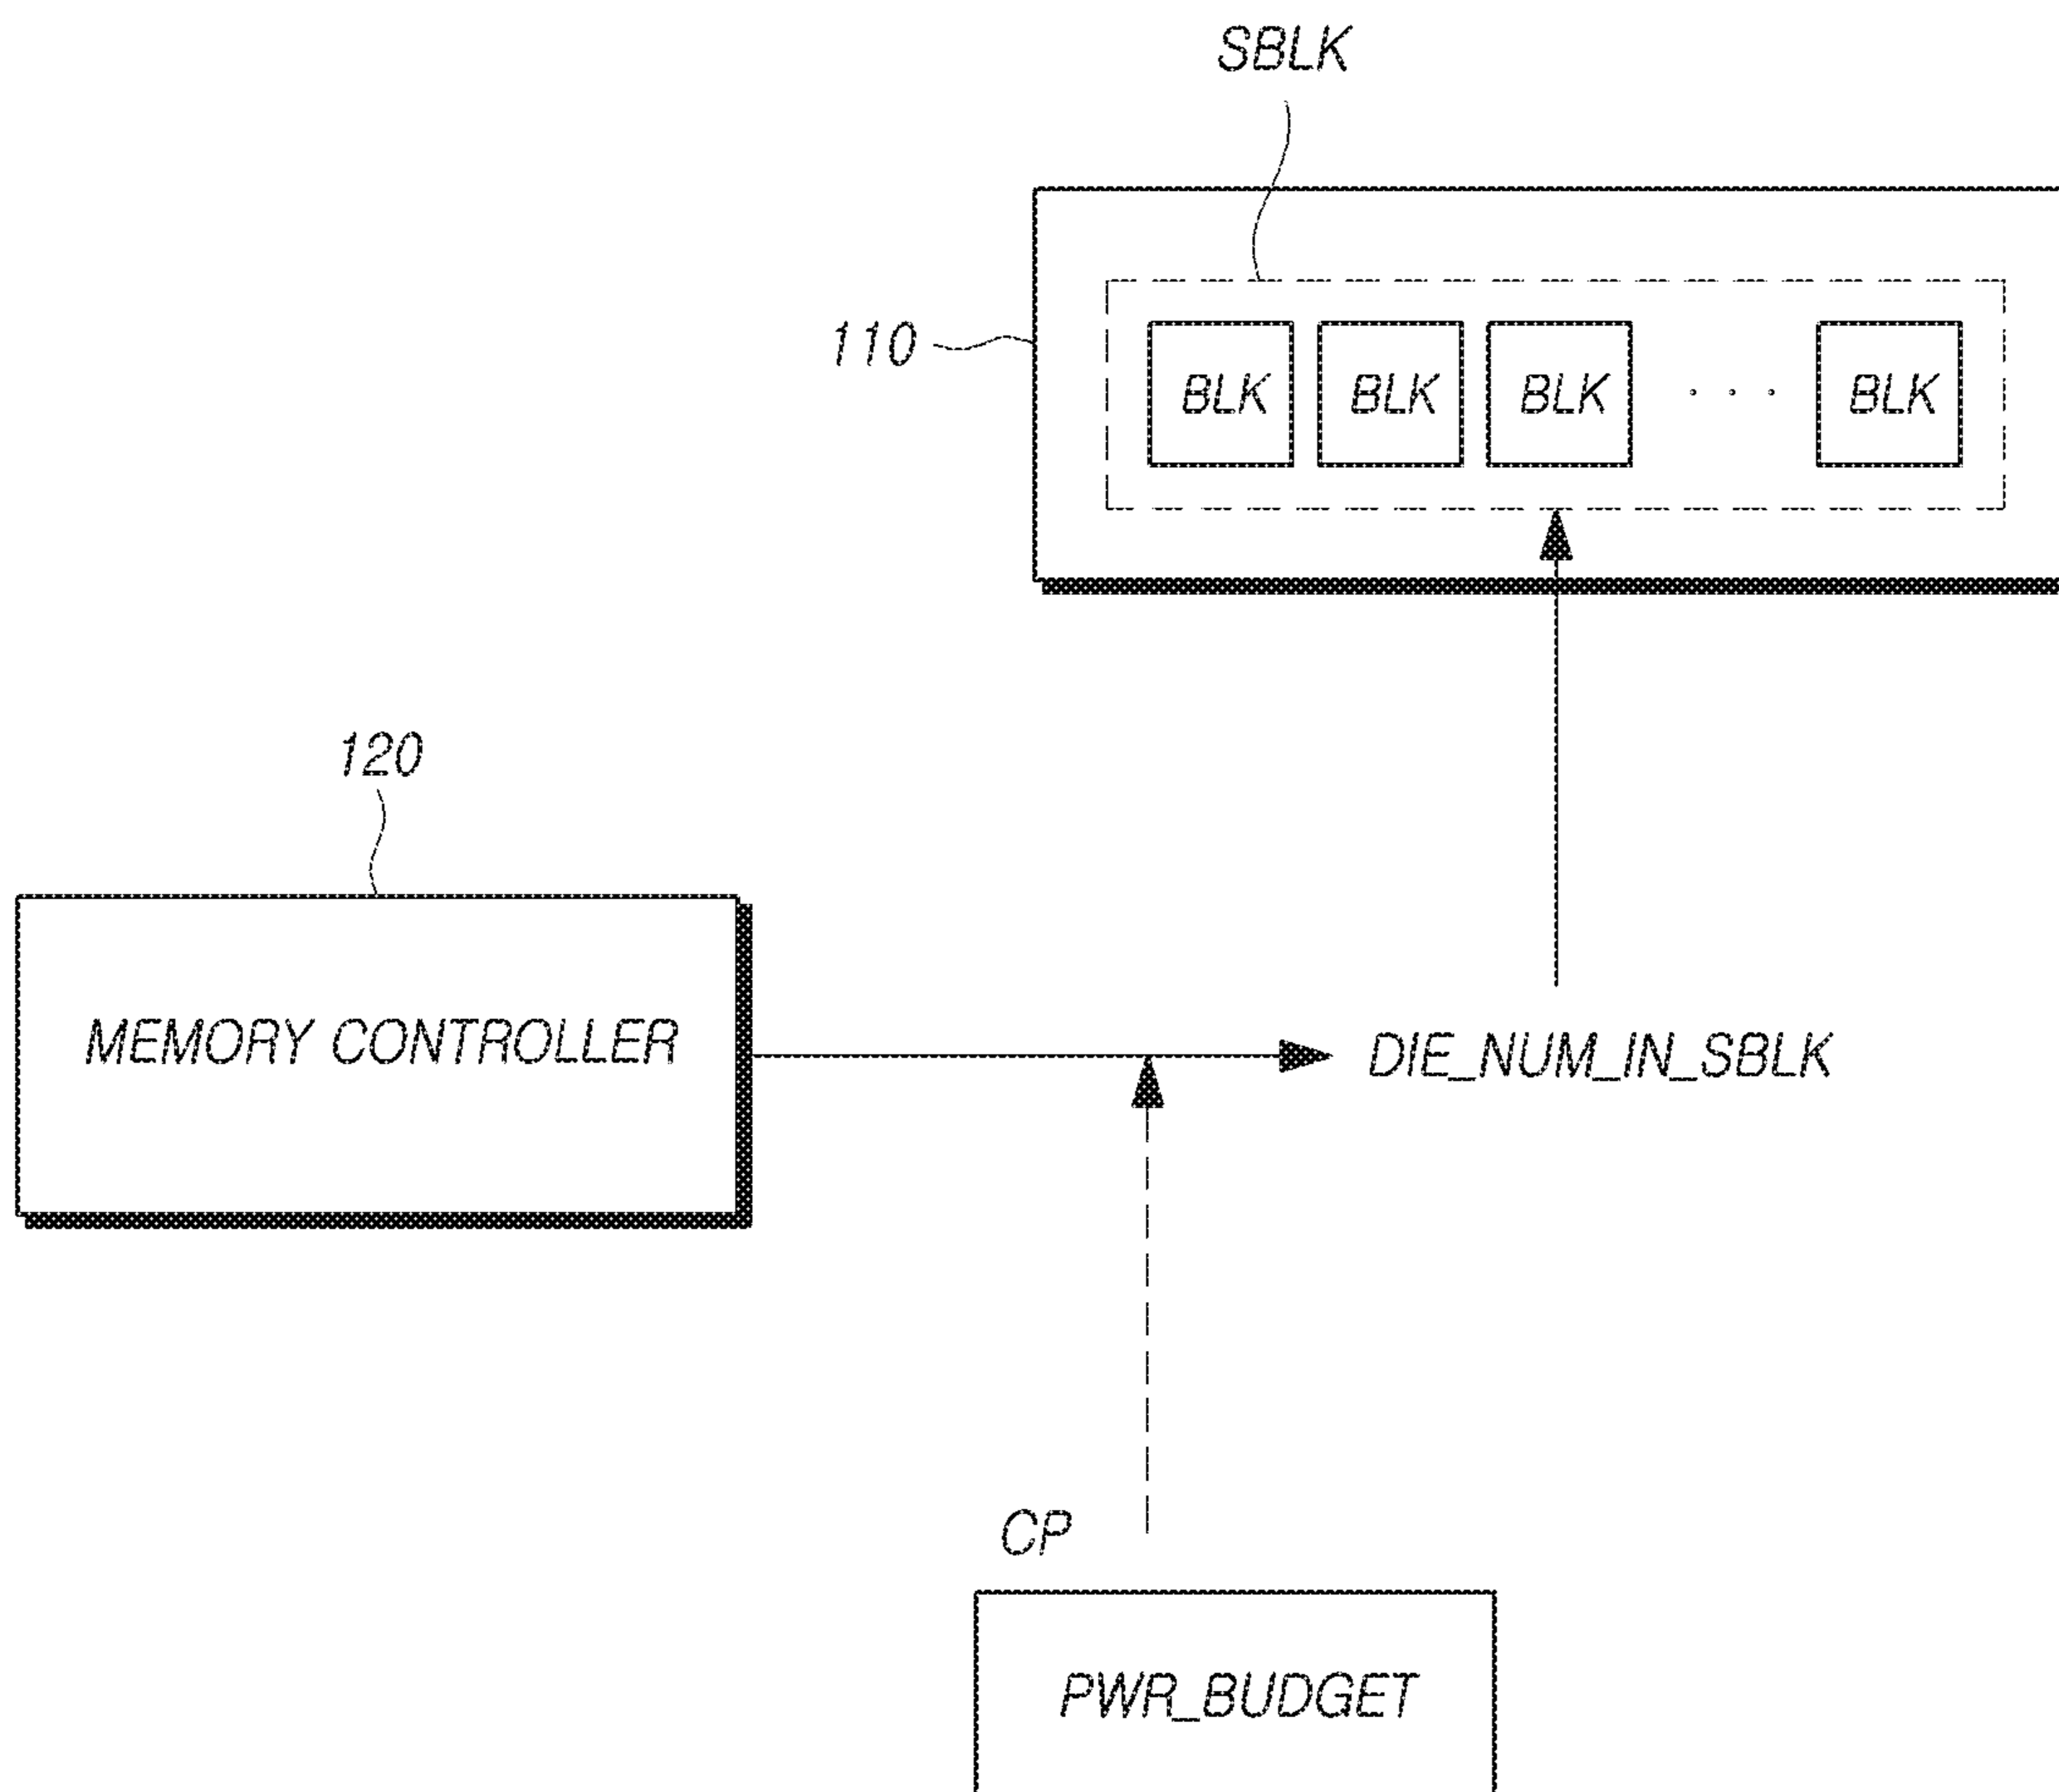 SBLK
110
BLK BLK BLK · · · BLK
120
MEMORY CONTROLLER
DIE_NUM_IN_SBLK
CP
PWR_BUDGET